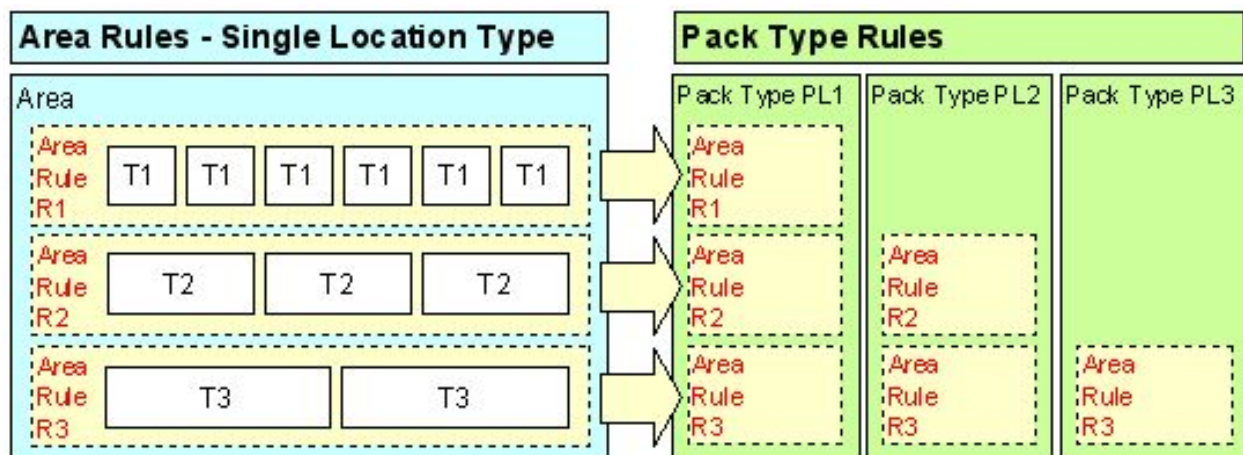 Area Rules - Single Location Type
Pack Type Rules
Area
Area
Rule
R1
T1 T1 T1 T1 T1 T1
Area
Rule
R2
T2 T2 T2
Area
Rule
R3
T3 T3
Pack Type PL1
Area
Rule
R1
Area
Rule
R2
Area
Rule
R3
Pack Type PL2
Area
Rule
R2
Area
Rule
R3
Pack Type PL3
Area
Rule
R3